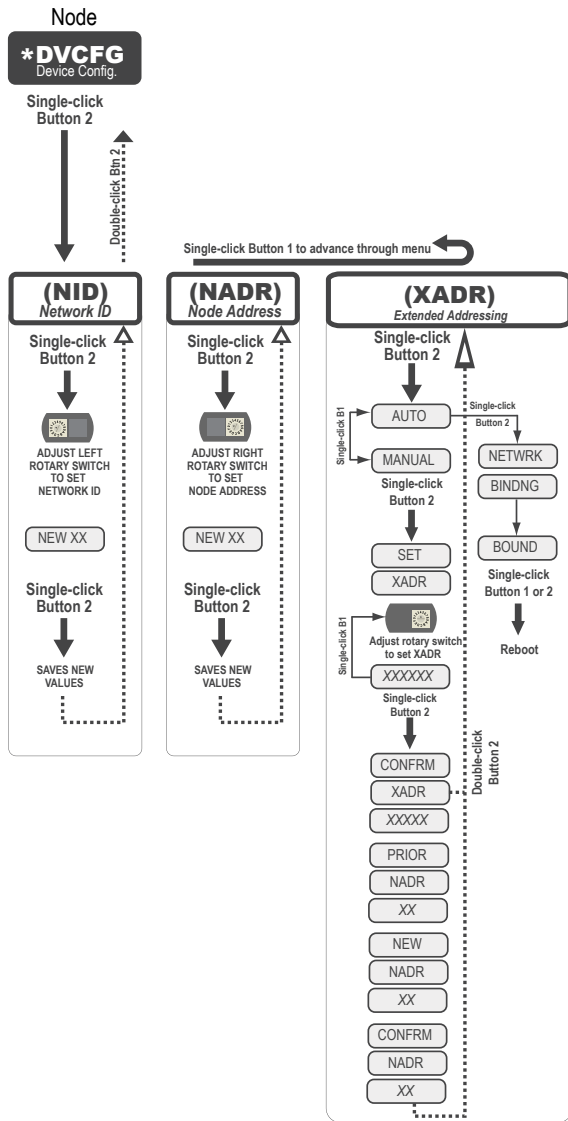 Node
*DVCFG
Device Config.
Single-click
Button 2
Double-click Btn 2
Single-click Button 1 to advance through menu
(NID)
Network ID
Single-click
Button 2
ADJUST LEFT
ROTARY SWITCH
TO SET
NETWORK ID
NEW XX
Single-click
Button 2
SAVES NEW
VALUES
(NADR)
Node Address
Single-click
Button 2
ADJUST RIGHT
ROTARY SWITCH
TO SET
NODE ADDRESS
NEW XX
Single-click
Button 2
SAVES NEW
VALUES
(XADR)
Extended Addressing
Single-click
Button 2
AUTO
Single-click B1
MANUAL
Single-click
Button 2
SET
XADR
Single-click B1
Adjust rotary switch
to set XADR
XXXXXX
Single-click
Button 2
CONFRM
XADR
XXXXX
PRIOR
NADR
XX
NEW
NADR
XX
CONFRM
NADR
XX
Double-click
Button 2
Single-click
Button 2
NETWRK
BINDNG
BOUND
Single-click
Button 1 or 2
Reboot